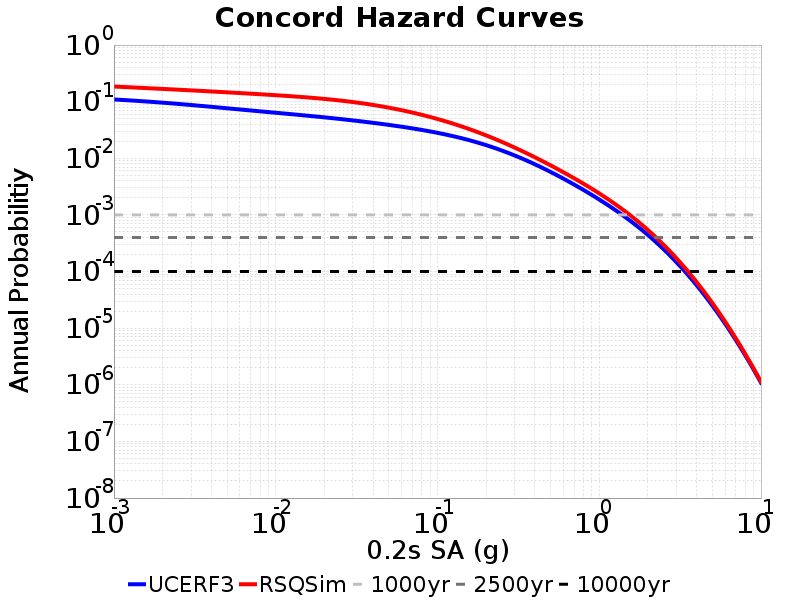 Concord Hazard Curves
10^0
10^-1
10^-2
10^-3
10^-4
10^-5
10^-6
10^-7
10^-8
Annual Probabilitiy
10^-3 10^-2 10^-1 10^0 10^1
0.2s SA (g)
UCERF3 RSQSim 1000yr 2500yr 10000yr